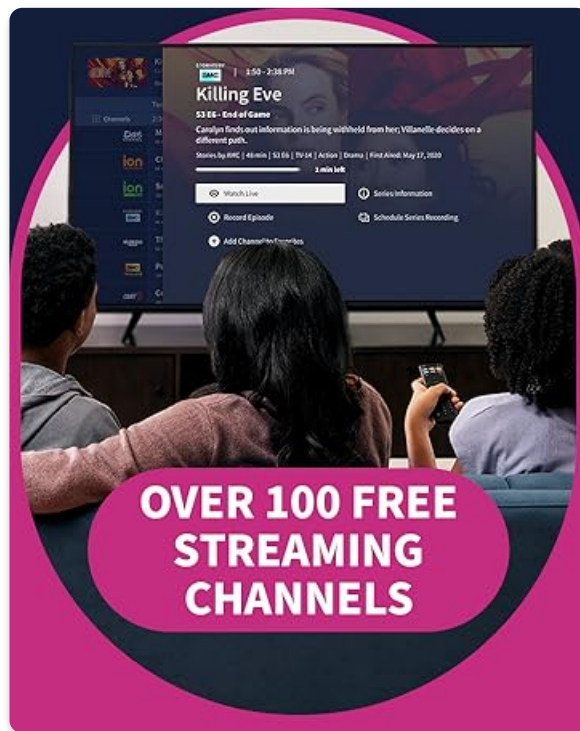 STORIES BY
AMC | 1:50 - 2:38 PM
Killing Eve
S3 E6 - End of Game
Carolyn finds out information is being withheld from her; Villanelle decides on a
different path.
Stories by AMC | 48 min | S3 E6 | TV-14 | Action | Drama | First Aired: May 17, 2020
1 min left
Watch Live
Series Information
Record Episode
Schedule Series Recording
Add Channel to Favorites
Channels
ion
ion
OVER 100 FREE
STREAMING
CHANNELS